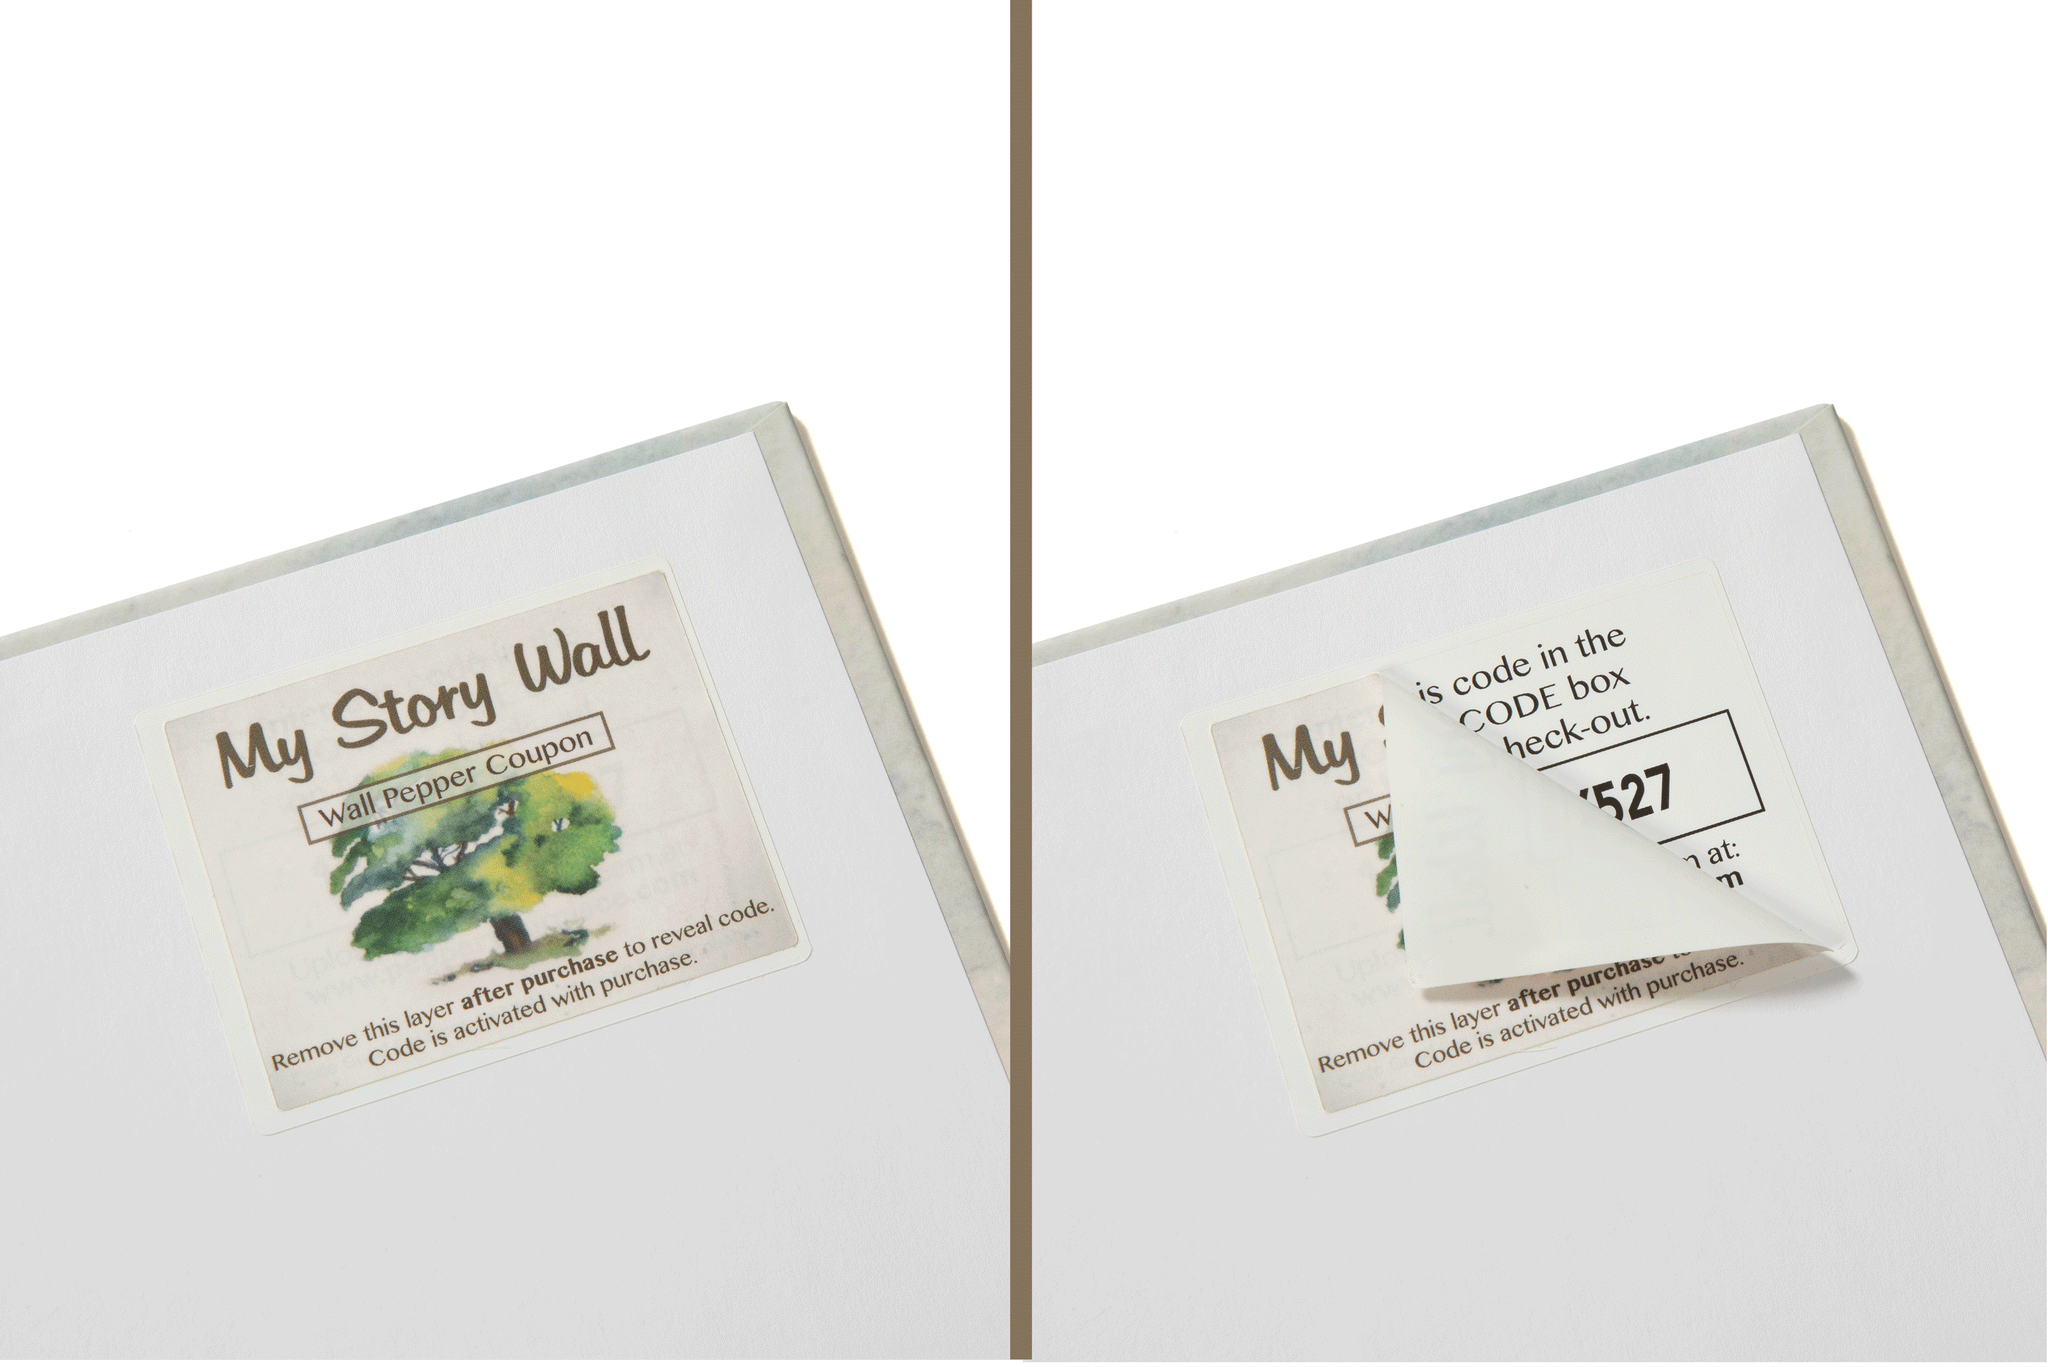 My Story Wall
Wall Pepper Coupon
Remove this layer after purchase to reveal code.
Code is activated with purchase.
My
is code in the
CODE box
heck-out.
527
at:
m
Remove this layer after purchase
Code is activated with purchase.